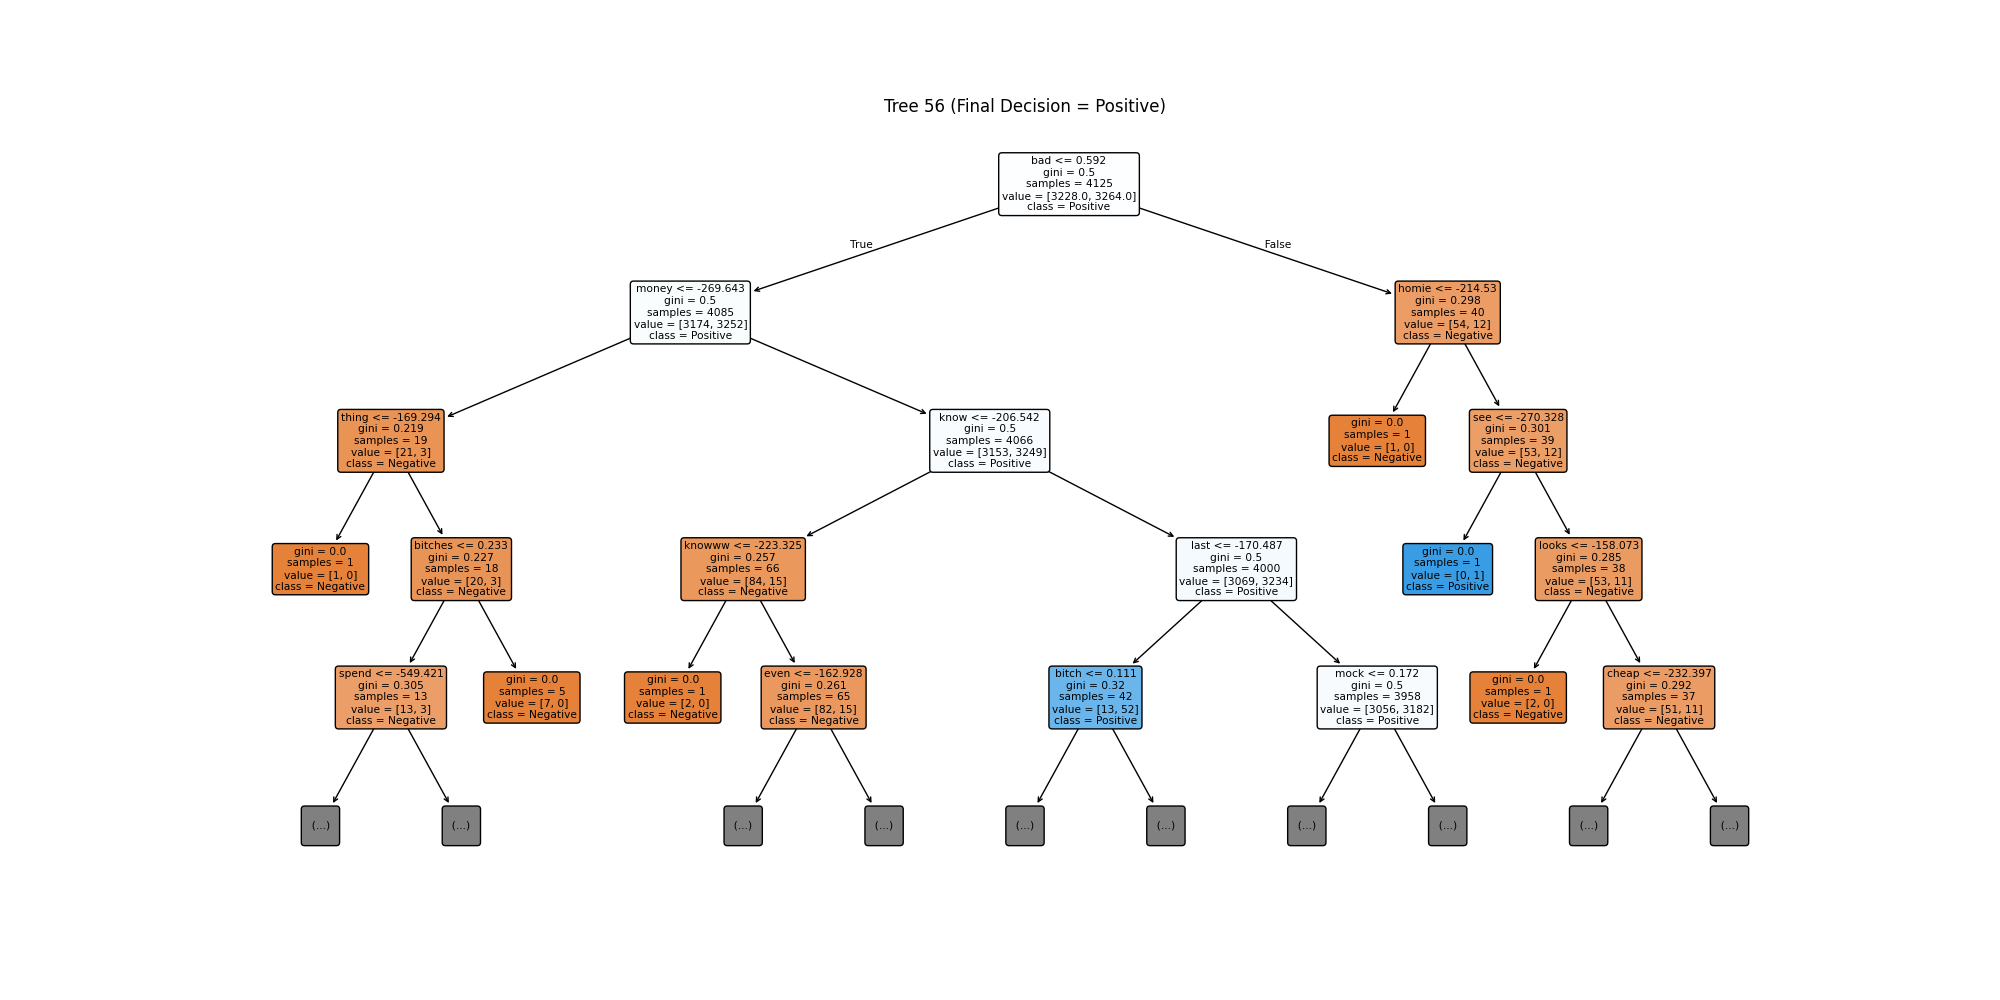 Tree 56 (Final Decision = Positive)
bad <= 0.592
gini = 0.5
samples = 4125
value = [3228.0, 3264.0]
class = Positive
True
False
money <= -269.643
gini = 0.5
samples = 4085
value = [3174, 3252]
class = Positive
homie <= -214.53
gini = 0.298
samples = 40
value = [54, 12]
class = Negative
thing <= -169.294
gini = 0.219
samples = 19
value = [21, 3]
class = Negative
know <= -206.542
gini = 0.5
samples = 4066
value = [3153, 3249]
class = Positive
gini = 0.0
samples = 1
value = [1, 0]
class = Negative
see <= -270.328
gini = 0.301
samples = 39
value = [53, 12]
class = Negative
gini = 0.0
samples = 1
value = [1, 0]
class = Negative
bitches <= 0.233
gini = 0.227
samples = 18
value = [20, 3]
class = Negative
knowww <= -223.325
gini = 0.257
samples = 66
value = [84, 15]
class = Negative
last <= -170.487
gini = 0.5
samples = 4000
value = [3069, 3234]
class = Positive
gini = 0.0
samples = 1
value = [0, 1]
class = Positive
looks <= -158.073
gini = 0.285
samples = 38
value = [53, 11]
class = Negative
spend <= -549.421
gini = 0.305
samples = 13
value = [13, 3]
class = Negative
gini = 0.0
samples = 5
value = [7, 0]
class = Negative
gini = 0.0
samples = 1
value = [2, 0]
class = Negative
even <= -162.928
gini = 0.261
samples = 65
value = [82, 15]
class = Negative
bitch <= 0.111
gini = 0.32
samples = 42
value = [13, 52]
class = Positive
mock <= 0.172
gini = 0.5
samples = 3958
value = [3056, 3182]
class = Positive
gini = 0.0
samples = 1
value = [2, 0]
class = Negative
cheap <= -232.397
gini = 0.292
samples = 37
value = [51, 11]
class = Negative
(...)
(...)
(...)
(...)
(...)
(...)
(...)
(...)
(...)
(...)